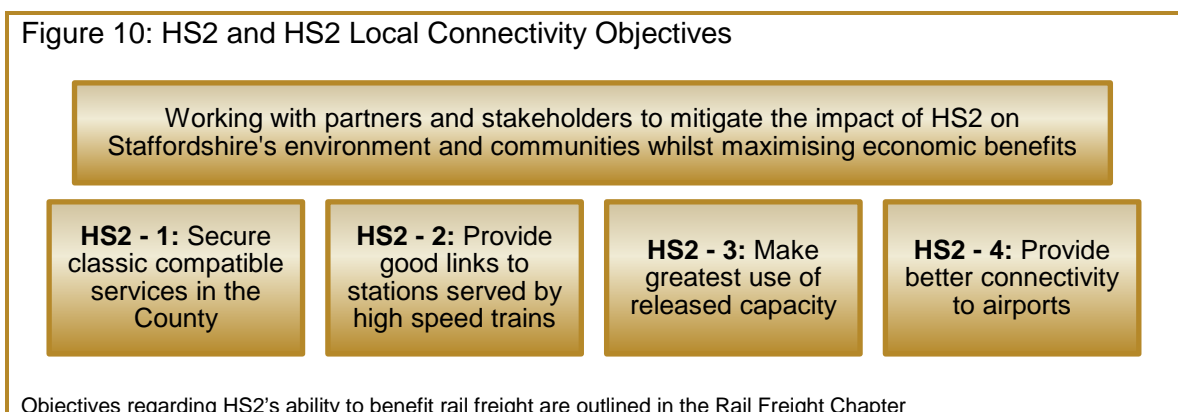 Figure 10: HS2 and HS2 Local Connectivity Objectives
Working with partners and stakeholders to mitigate the impact of HS2 on
Staffordshire's environment and communities whilst maximising economic benefits
HS2 - 1: Secure
classic compatible
services in the
County
HS2 - 2: Provide
good links to
stations served by
high speed trains
HS2 - 3: Make
greatest use of
released capacity
HS2 - 4: Provide
better connectivity
to airports
Objectives regarding HS2's ability to benefit rail freight are outlined in the Rail Freight Chapter